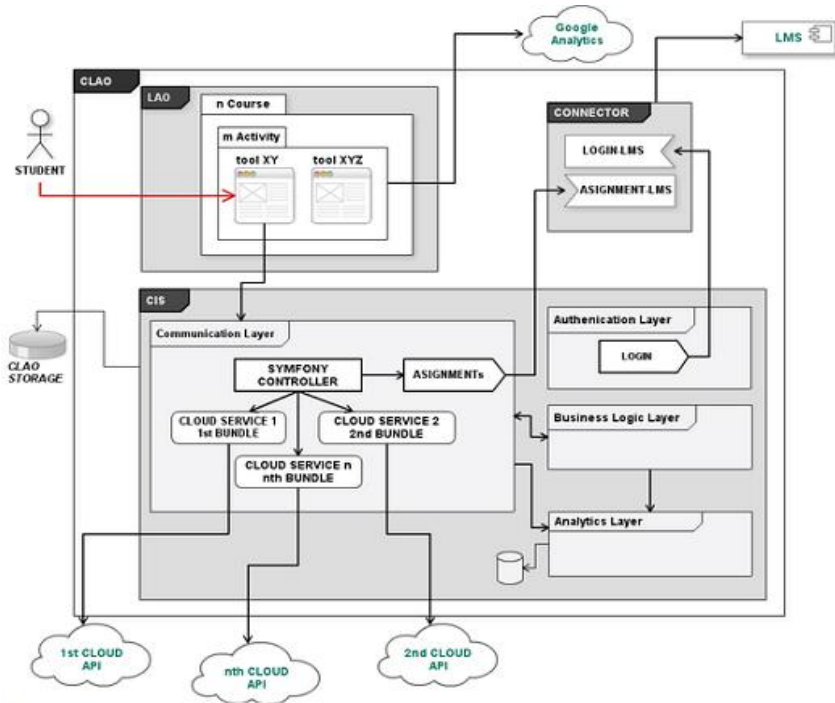 Google
Analytics
LMS
CLAO
LAO
n Course
CONNECTOR
m Activity
tool XY
tool XYZ
LOGIN-LMS
STUDENT
ASIGNMENT-LMS
CIS
Communication Layer
Authenication Layer
LOGIN
CLAO
STORAGE
SYMFONY
CONTROLLER
ASIGNMENTs
Business Logic Layer
CLOUD SERVICE 1
1st BUNDLE
CLOUD SERVICE 2
2nd BUNDLE
CLOUD SERVICE n
nth BUNDLE
Analytics Layer
1st CLOUD
API
nth CLOUD
API
2nd CLOUD
API